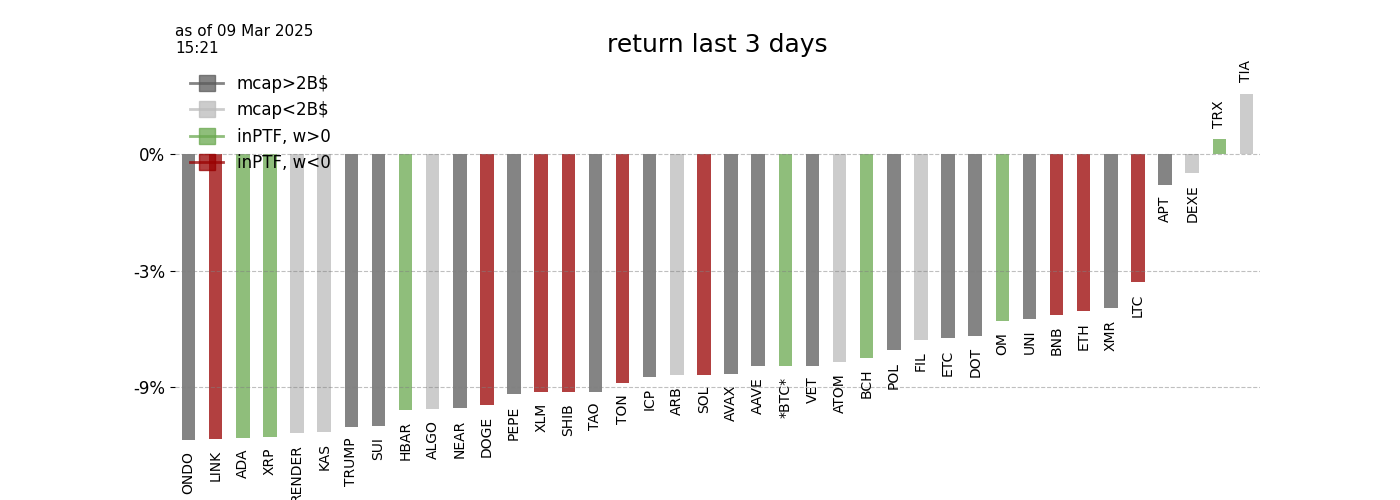 as of 09 Mar 2025
15:21
return last 3 days
mcap>2B$
mcap<2B$
inPTF, w>0
inPTF, w<0
0%
-3%
-9%
ONDO
LINK
ADA
XRP
RENDER
KAS
TRUMP
SUI
HBAR
ALGO
NEAR
DOGE
PEPE
XLM
SHIB
TAO
TON
ICP
ARB
SOL
AVAX
AAVE
*BTC*
VET
ATOM
BCH
POL
FIL
ETC
DOT
OM
UNI
BNB
ETH
XMR
LTC
APT
DEXE
TRX
TIA